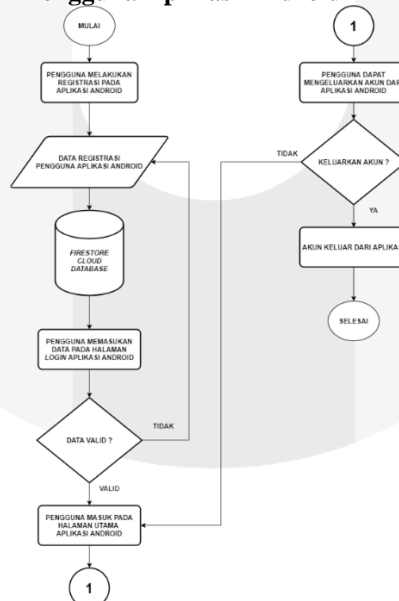 MULAI
PENGGUNA MELAKUKAN
REGISTRASI PADA
APLIKASI ANDROID
DATA REGISTRASI
PENGGUNA APLIKASI ANDROID
FIRESTORE
CLOUD
DATABASE
PENGGUNA MEMASUKAN
DATA PADA HALAMAN
LOGIN APLIKASI ANDROID
DATA VALID ?
TIDAK
VALID
PENGGUNA MASUK PADA
HALAMAN UTAMA
APLIKASI ANDROID
1
1
PENGGUNA DAPAT
MENGELUARKAN AKUN DARI
APLIKASI ANDROID
KELUARKAN AKUN ?
TIDAK
YA
AKUN KELUAR DARI
SELESAI